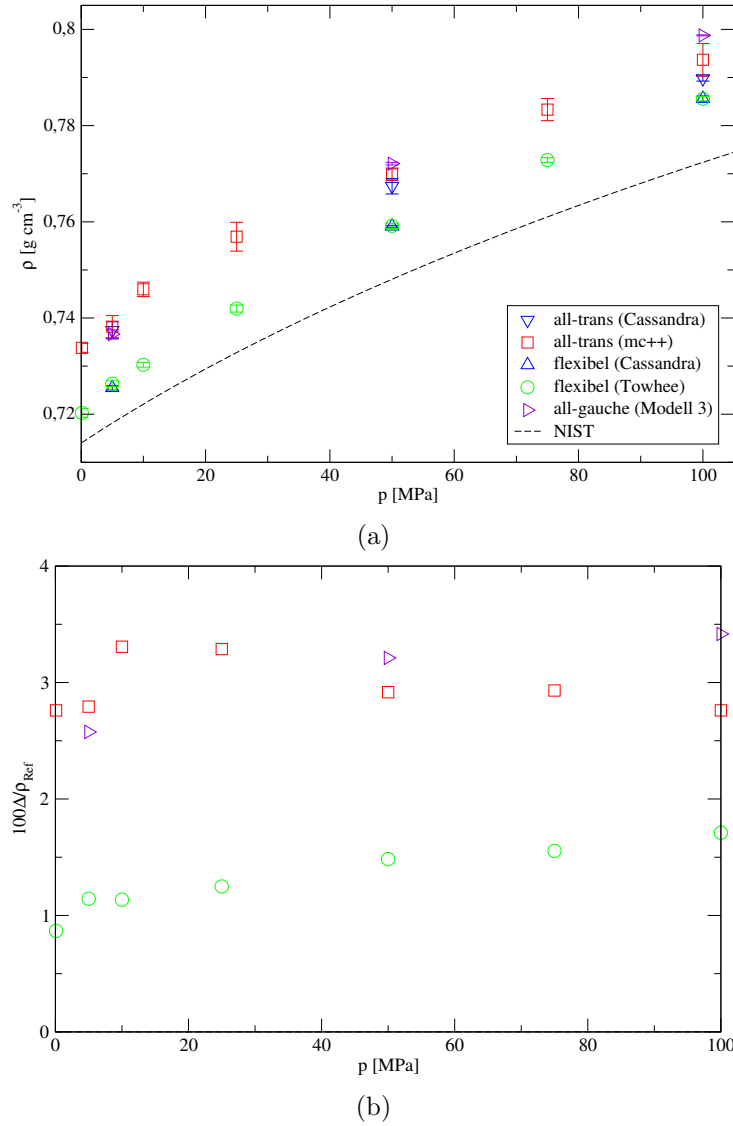 0,8
0,78
0,76
0,74
0,72
ρ [g cm⁻³]
0 20 40 60 80 100
p [MPa]
all-trans (Cassandra)
all-trans (mc++)
flexibel (Cassandra)
flexibel (Towhee)
all-gauche (Modell 3)
NIST
(a)
4
3
2
1
0
100Δ/ρRef
0 20 40 60 80 100
p [MPa]
(b)